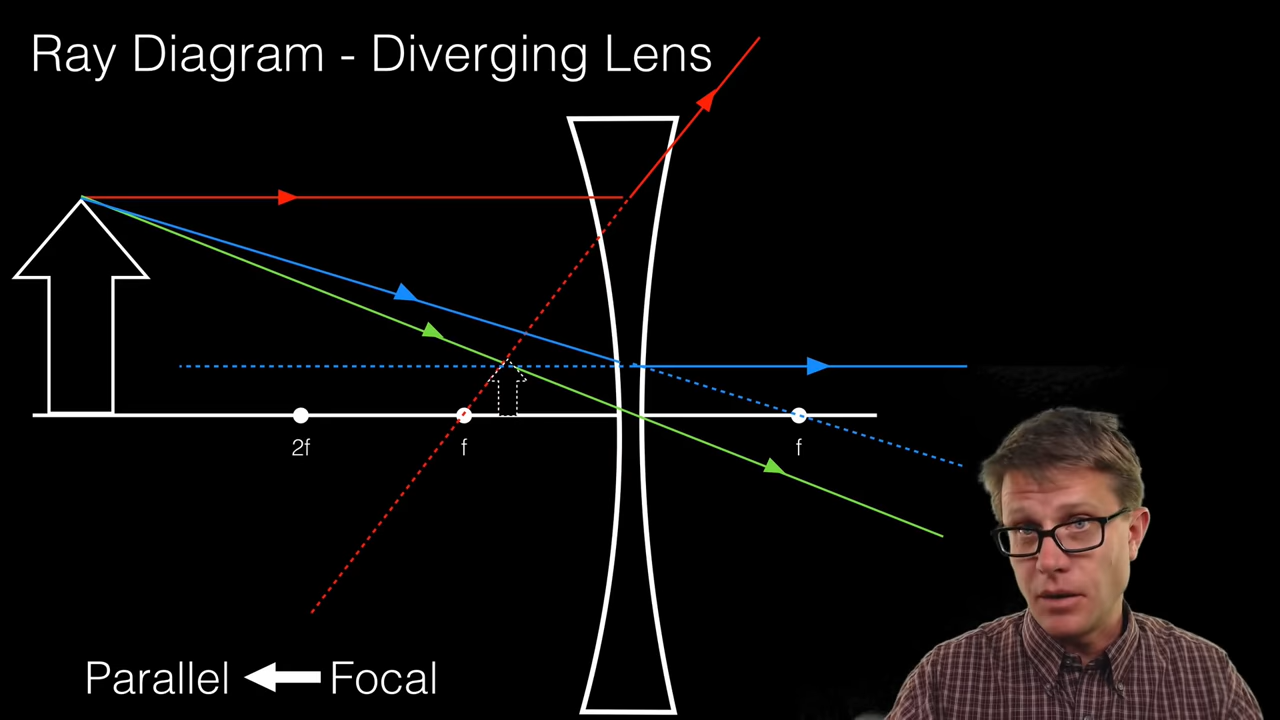 Ray Diagram - Diverging Lens
2f
f
f
Parallel
Focal